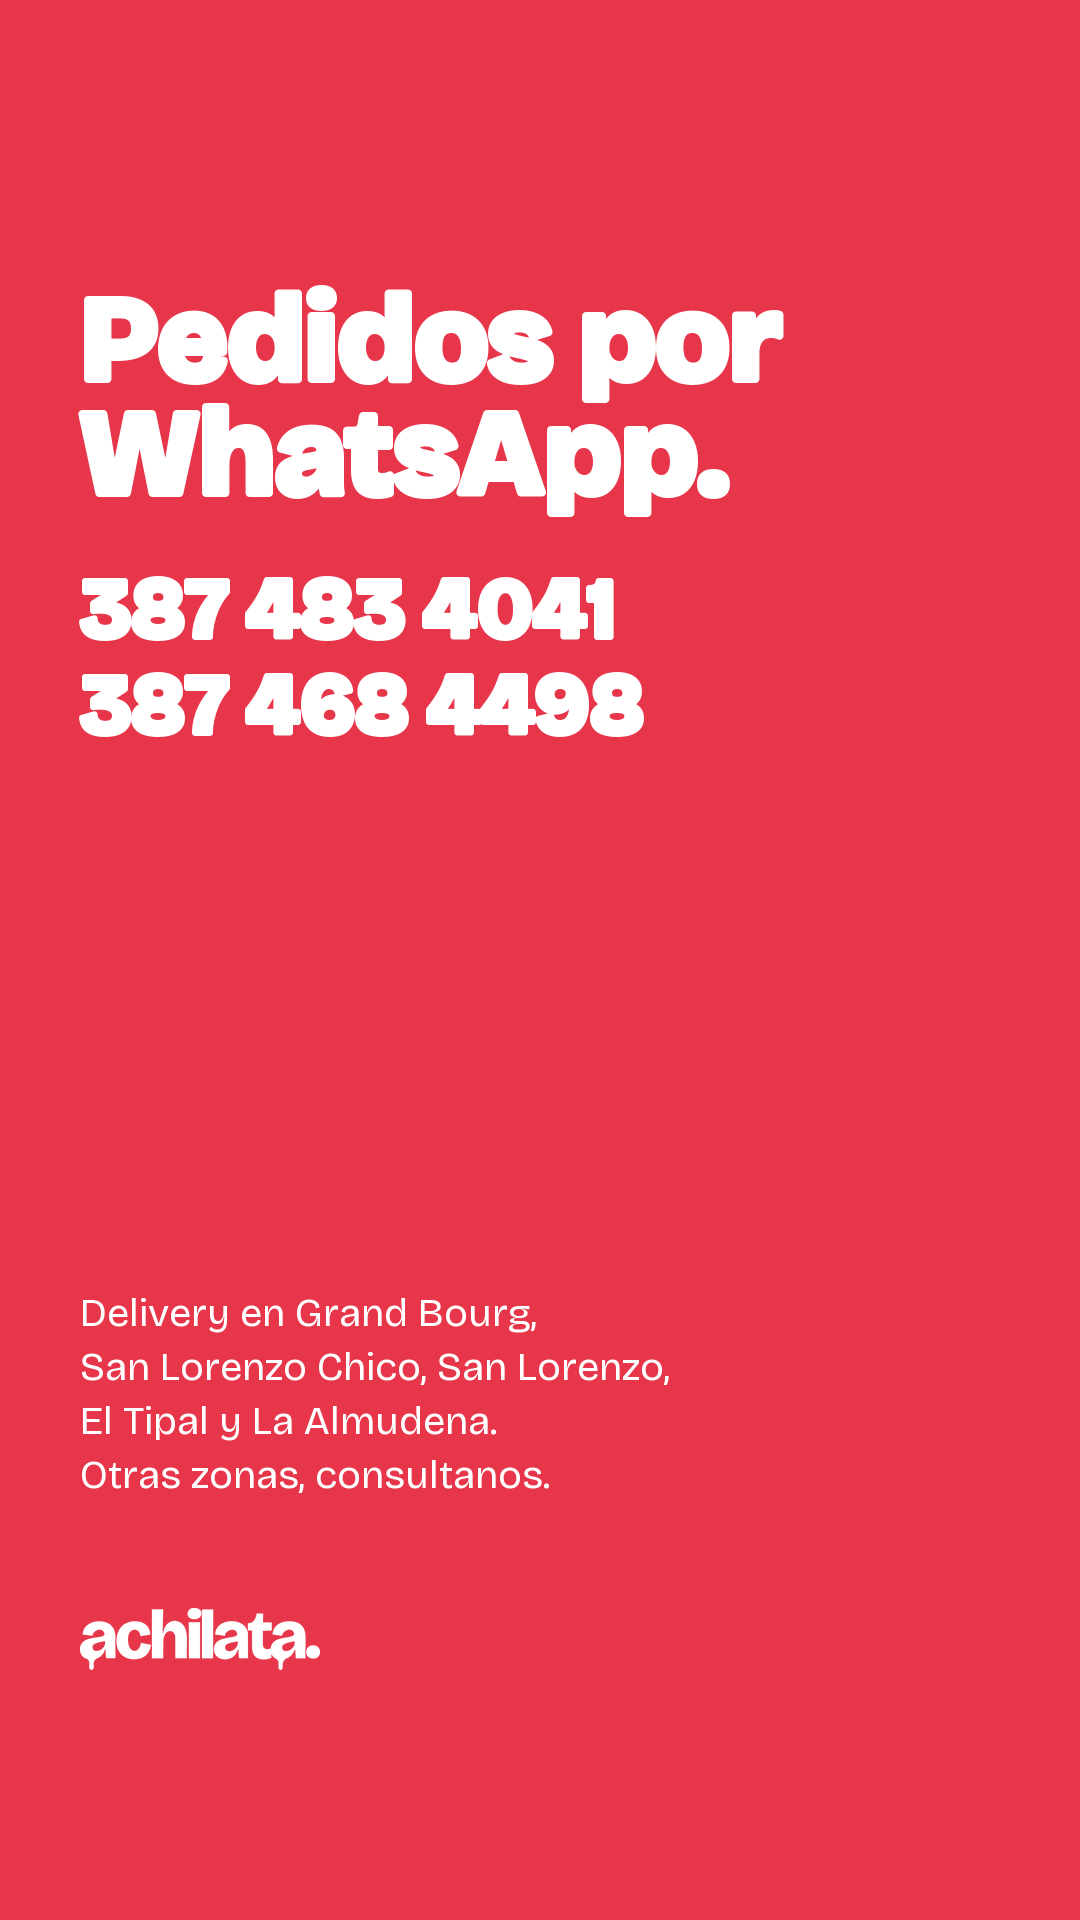 Pedidos por
WhatsApp.
387 483 4041
387 468 4498
Delivery en Grand Bourg,
San Lorenzo Chico, San Lorenzo,
El Tipal y La Almudena.
Otras zonas, consultanos.
achilata.